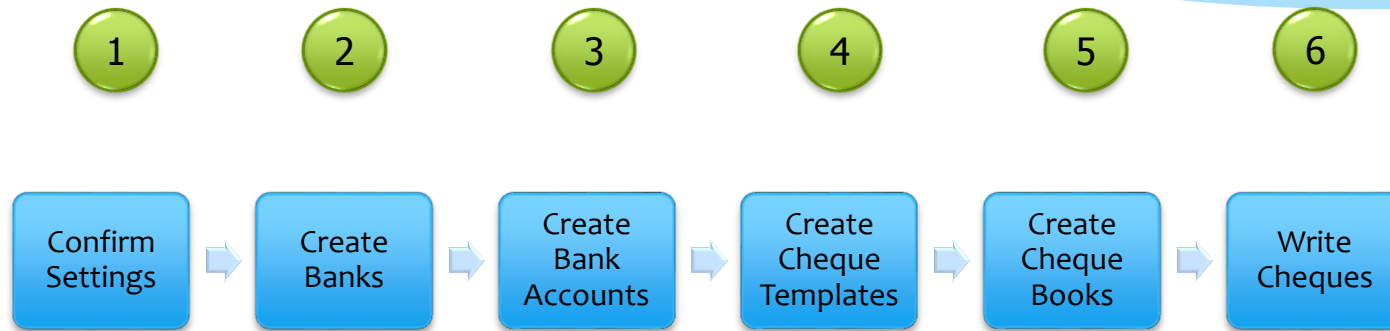 1
2
3
4
5
6
Confirm
Settings
Create
Banks
Create
Bank
Accounts
Create
Cheque
Templates
Create
Cheque
Books
Write
Cheques